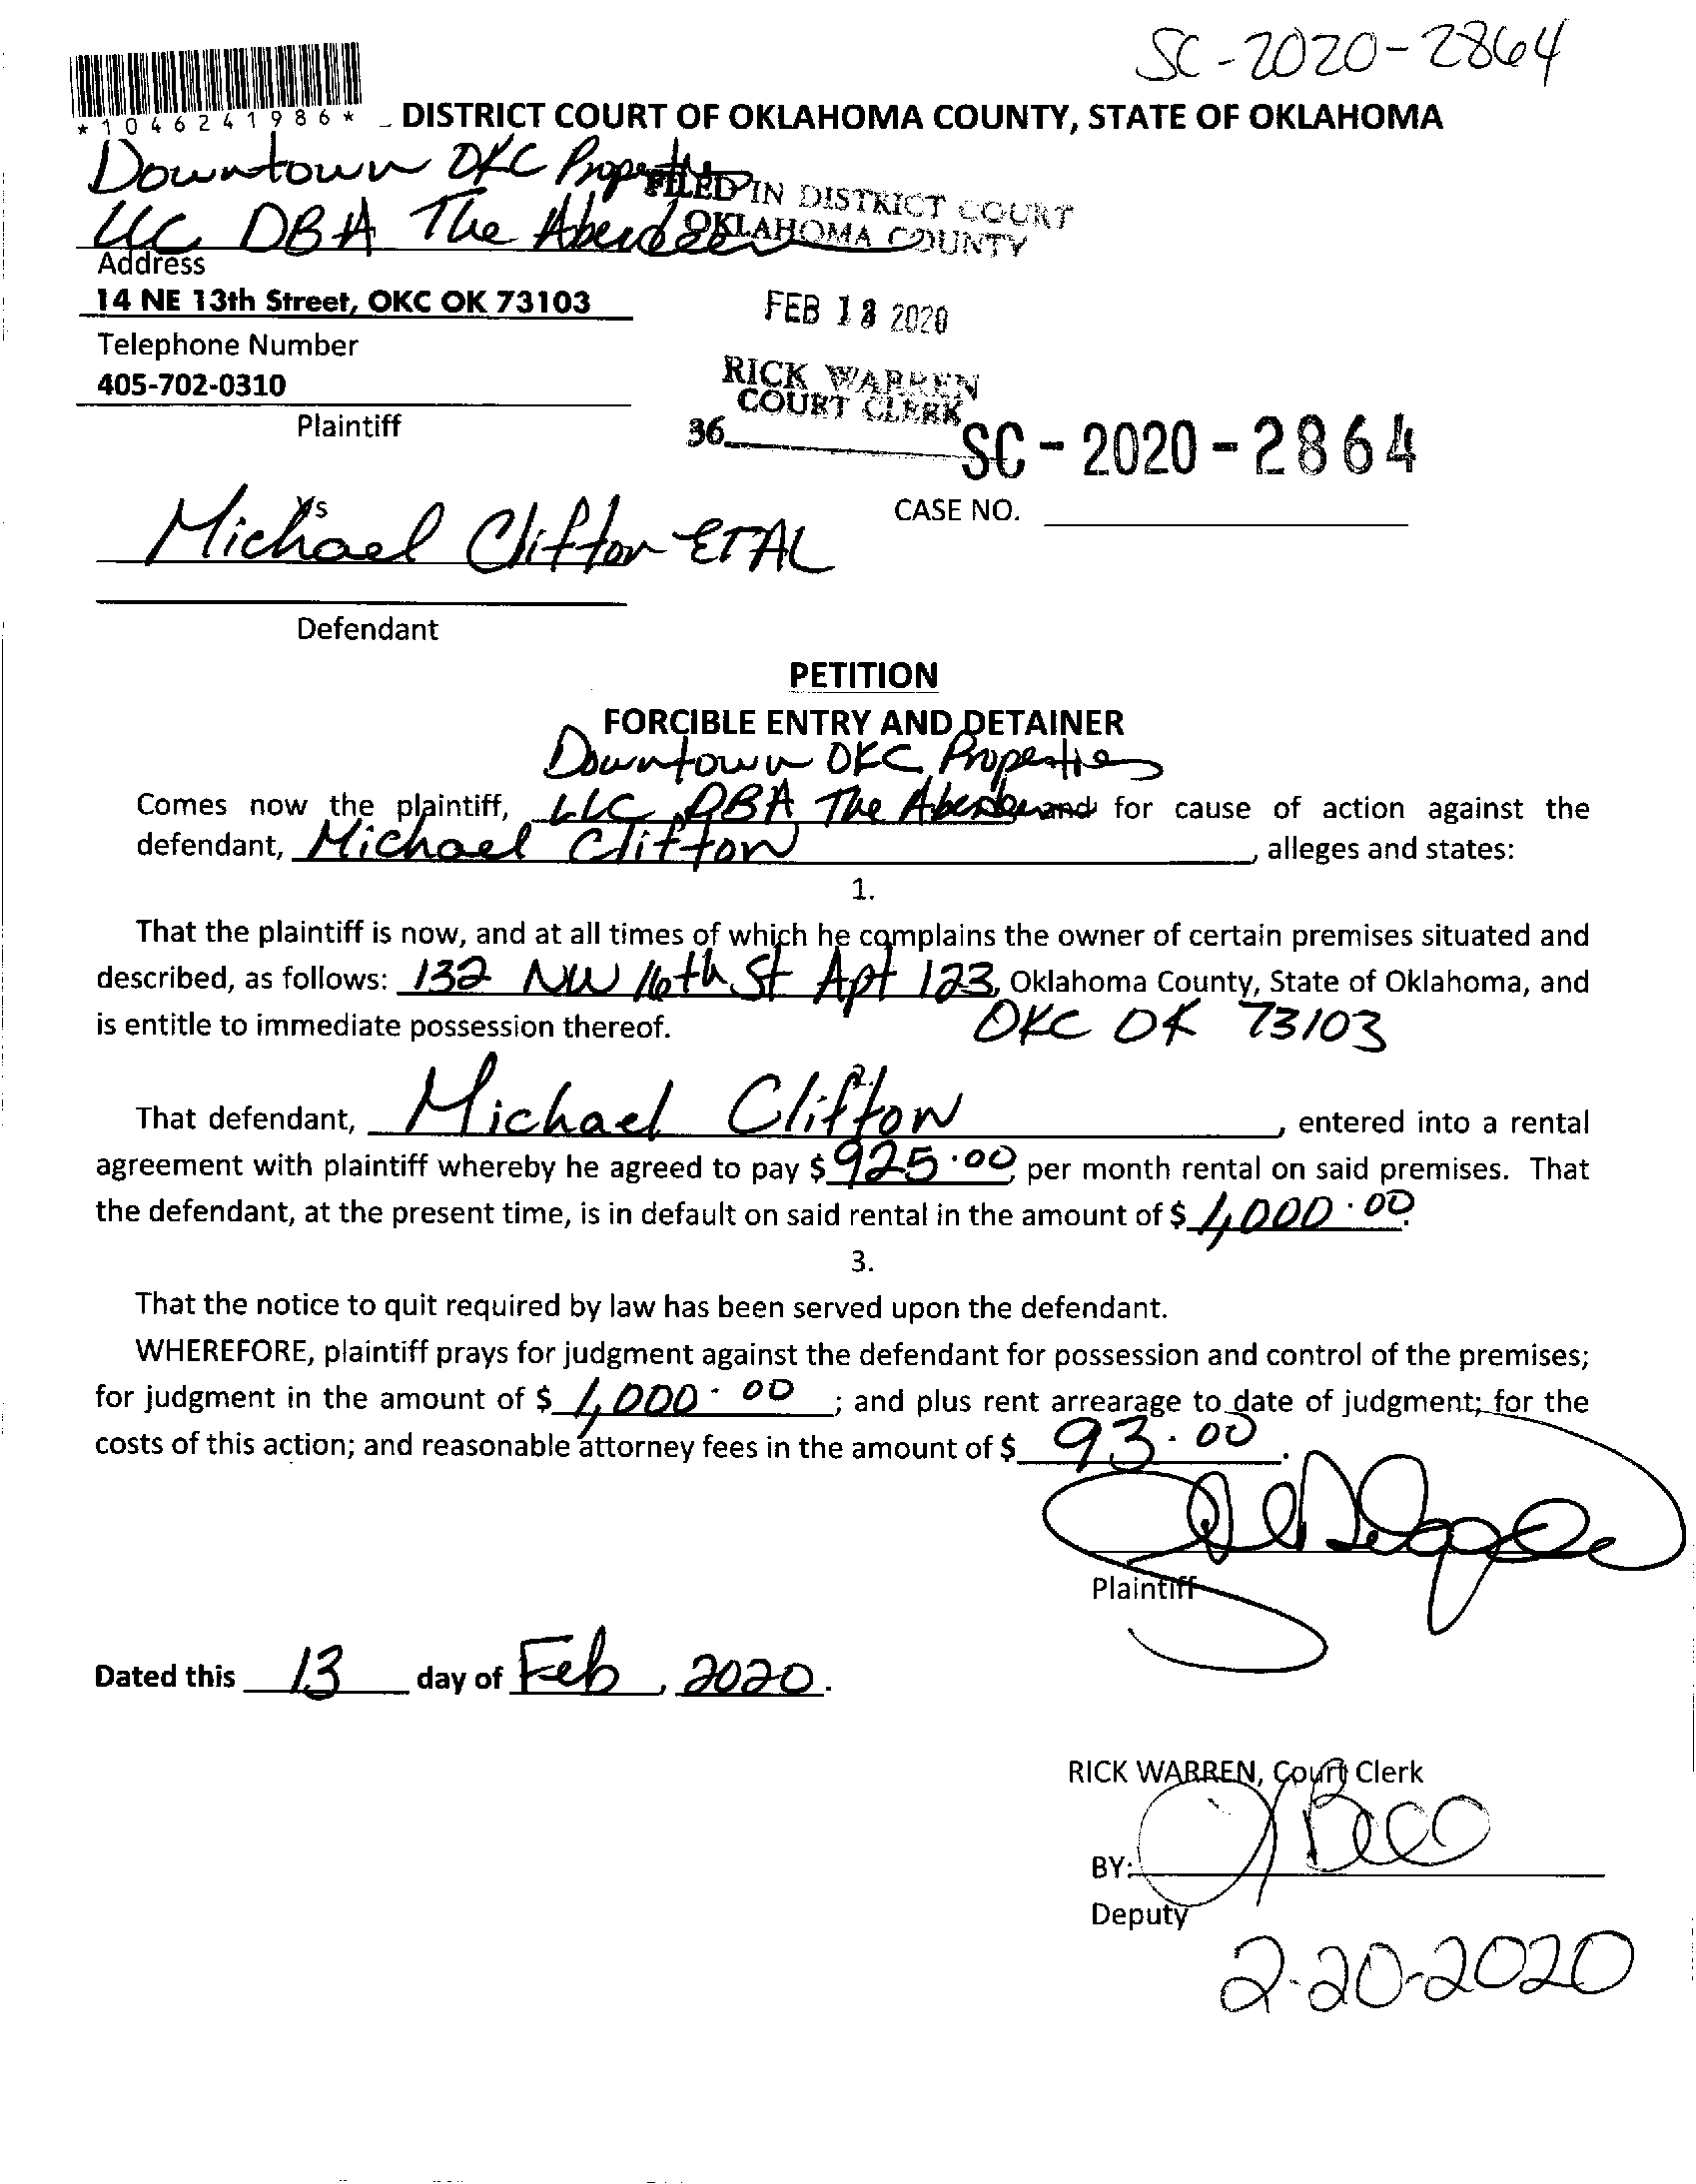 SC-2020-2864
*1046241986*
DISTRICT COURT OF OKLAHOMA COUNTY, STATE OF OKLAHOMA
Downtown OKC Properties
LLC DBA The Aberdeen
FILED IN DISTRICT COURT
OKLAHOMA COUNTY
Address
14 NE 13th Street, OKC OK 73103
FEB 13 2020
Telephone Number
405-702-0310
RICK WARREN
COURT CLERK
Plaintiff
36
SC-2020-2864
vs
CASE NO.
Michael Clifton ETAL
Defendant
PETITION
FORCIBLE ENTRY AND DETAINER
Downtown OKC Properties
Comes now the plaintiff, LLC DBA The Aberdeen and for cause of action against the
defendant, Michael Clifton, alleges and states:
1.
That the plaintiff is now, and at all times of which he complains the owner of certain premises situated and
described, as follows: 132 NW 16th St Apt 123, Oklahoma County, State of Oklahoma, and
is entitle to immediate possession thereof. OKC OK 73103
2.
That defendant, Michael Clifton, entered into a rental
agreement with plaintiff whereby he agreed to pay $925.00, per month rental on said premises. That
the defendant, at the present time, is in default on said rental in the amount of $1,000.00.
3.
That the notice to quit required by law has been served upon the defendant.
WHEREFORE, plaintiff prays for judgment against the defendant for possession and control of the premises;
for judgment in the amount of $1,000.00; and plus rent arrearage to date of judgment; for the
costs of this action; and reasonable attorney fees in the amount of $93.00.
Plaintiff
Dated this 13 day of Feb, 2020.
RICK WARREN, Court Clerk
BY:
Deputy
2-20-2020